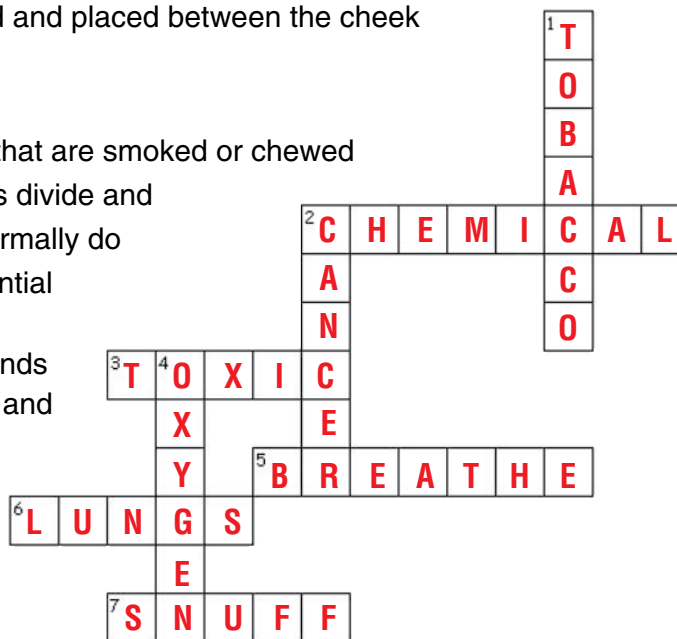 d and placed between the cheek
that are smoked or chewed
s divide and
rmally do
ntial
nds
and
1 T
O
B
A
2 C H E M I C A L
A C
N O
3 T 4 O X I C
X E
Y 5 B R E A T H E
6 L U N G S
E
7 S N U F F